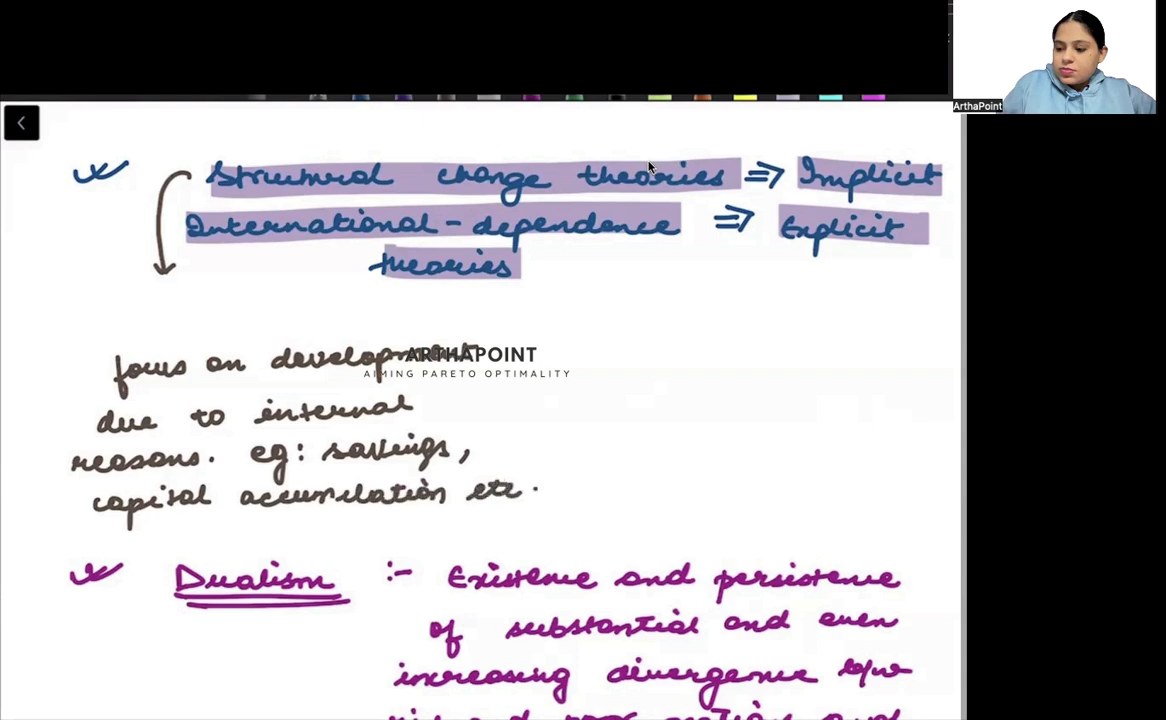 ArthaPoint
Structural change theories ⇒ Implicit
International-dependence ⇒ Explicit
theories
focus on development
ARTHAPOINT
AIMING PARETO OPTIMALITY
due to internal
reasons. eg: savings,
capital accumulation etc.
Dualism :- Existence and persistence
of substantial and even
increasing divergence